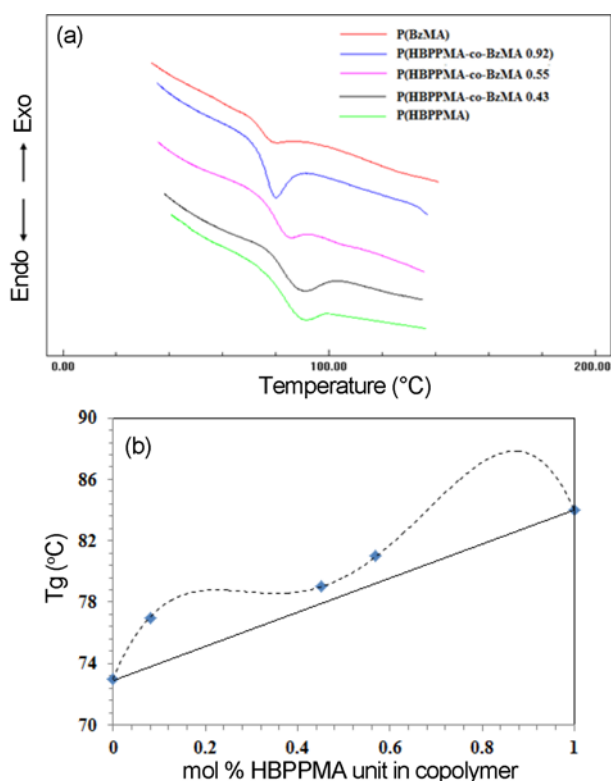 (a)
P(BzMA)
P(HBPPMA-co-BzMA 0.92)
P(HBPPMA-co-BzMA 0.55
P(HBPPMA-co-BzMA 0.43
P(HBPPMA)
Endo ← → Exo
0.00 100.00 200.00
Temperature (°C)
(b)
90
86
82
78
74
70
Tg (°C)
0 0.2 0.4 0.6 0.8 1
mol % HBPPMA unit in copolymer